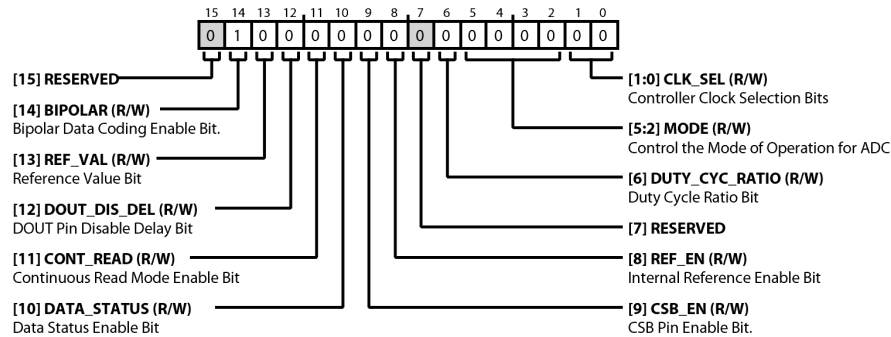 15 14 13 12 11 10 9 8 7 6 5 4 3 2 1 0
0 1 0 0 0 0 0 0 0 0 0 0 0 0 0 0
[15] RESERVED
[14] BIPOLAR (R/W)
Bipolar Data Coding Enable Bit.
[13] REF_VAL (R/W)
Reference Value Bit
[12] DOUT_DIS_DEL (R/W)
DOUT Pin Disable Delay Bit
[11] CONT_READ (R/W)
Continuous Read Mode Enable Bit
[10] DATA_STATUS (R/W)
Data Status Enable Bit
[1:0] CLK_SEL (R/W)
Controller Clock Selection Bits
[5:2] MODE (R/W)
Control the Mode of Operation for ADC
[6] DUTY_CYC_RATIO (R/W)
Duty Cycle Ratio Bit
[7] RESERVED
[8] REF_EN (R/W)
Internal Reference Enable Bit
[9] CSB_EN (R/W)
CSB Pin Enable Bit.